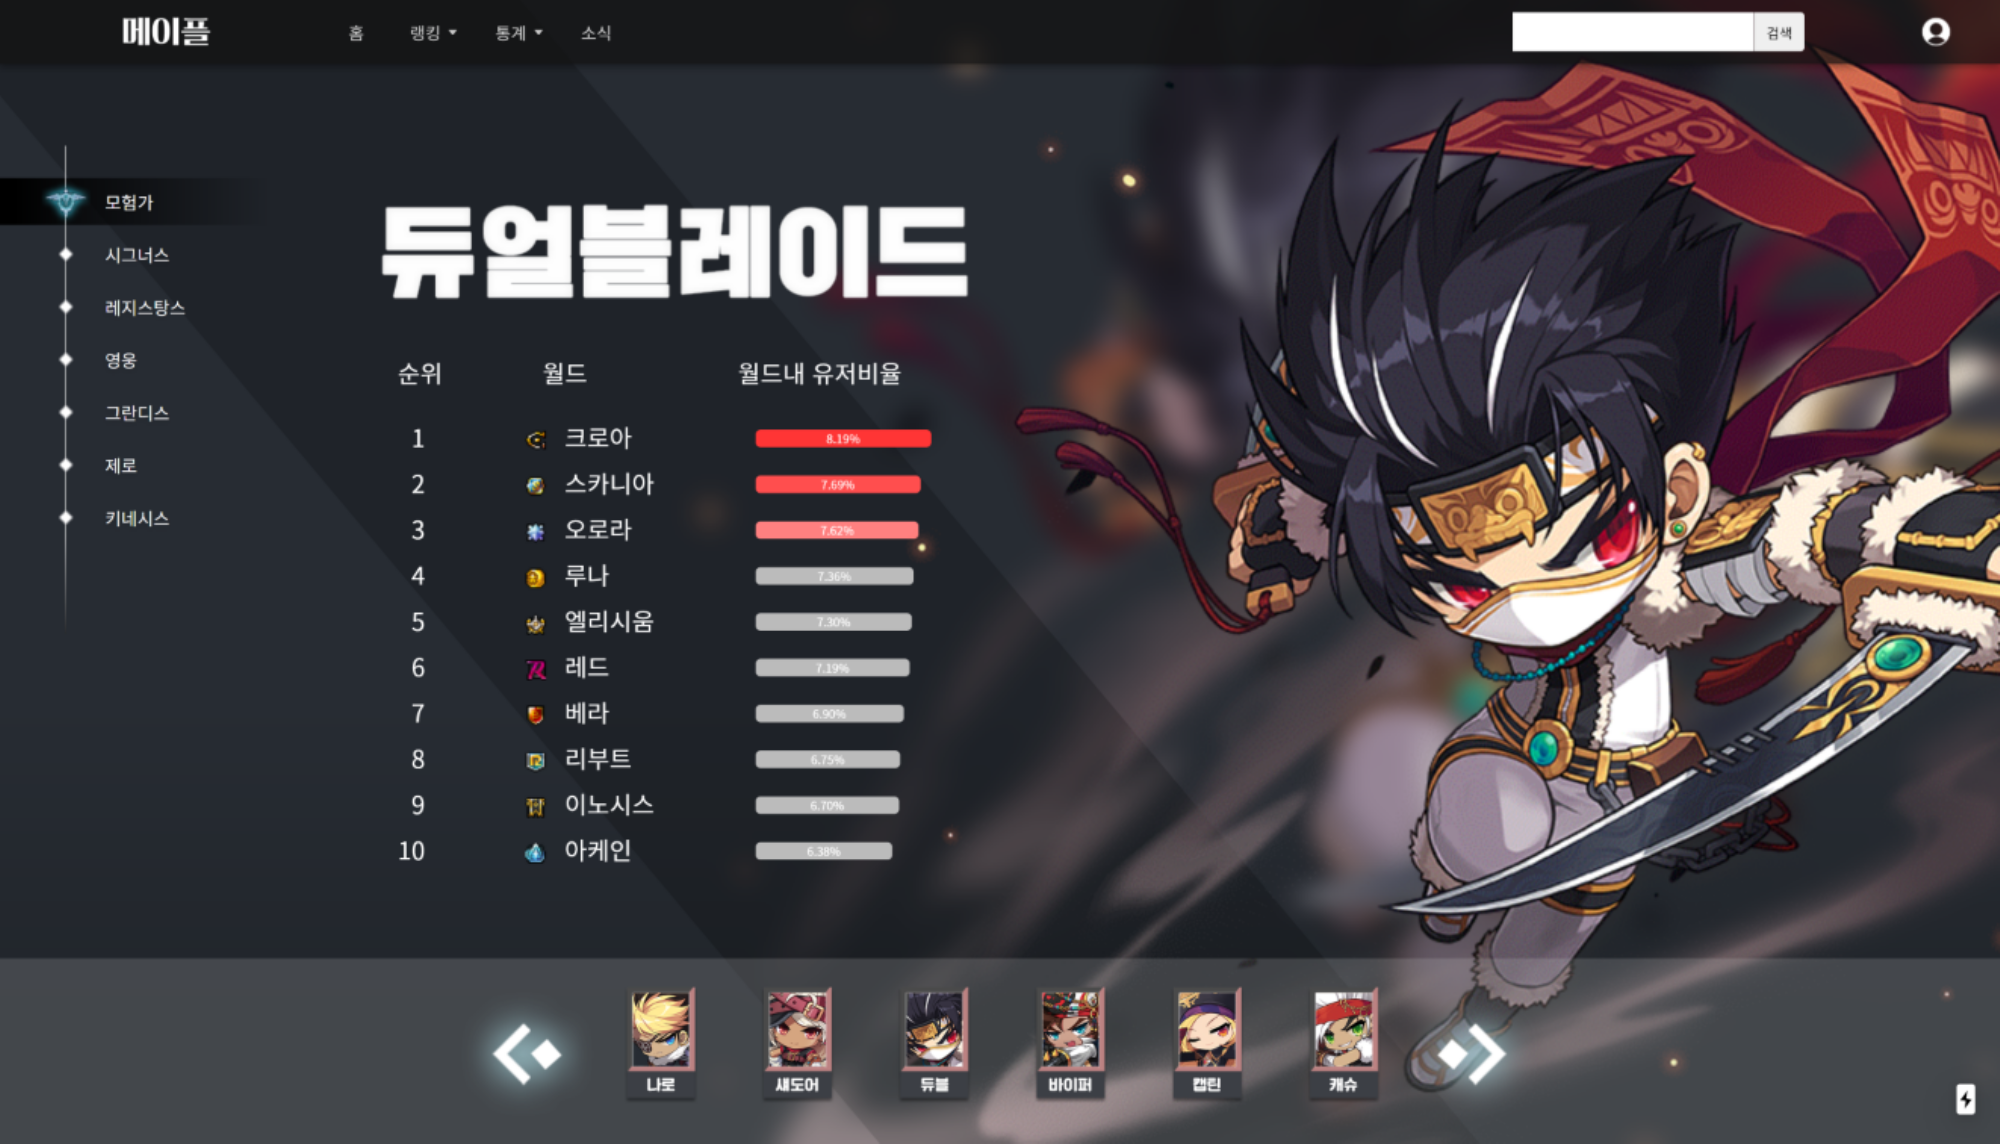 메이플 홈 랭킹 통계 소식 검색
모험가
시그너스
레지스탕스
영웅
그란디스
제로
키네시스
듀얼블레이드
순위 월드 월드내 유저비율
1 크로아 8.19%
2 스카니아 7.69%
3 오로라 7.62%
4 루나 7.36%
5 엘리시움 7.30%
6 레드 7.19%
7 베라 6.90%
8 리부트 6.75%
9 이노시스 6.70%
10 아케인 6.38%
나로 섀도어 듀블 바이퍼 캡틴 캐슈